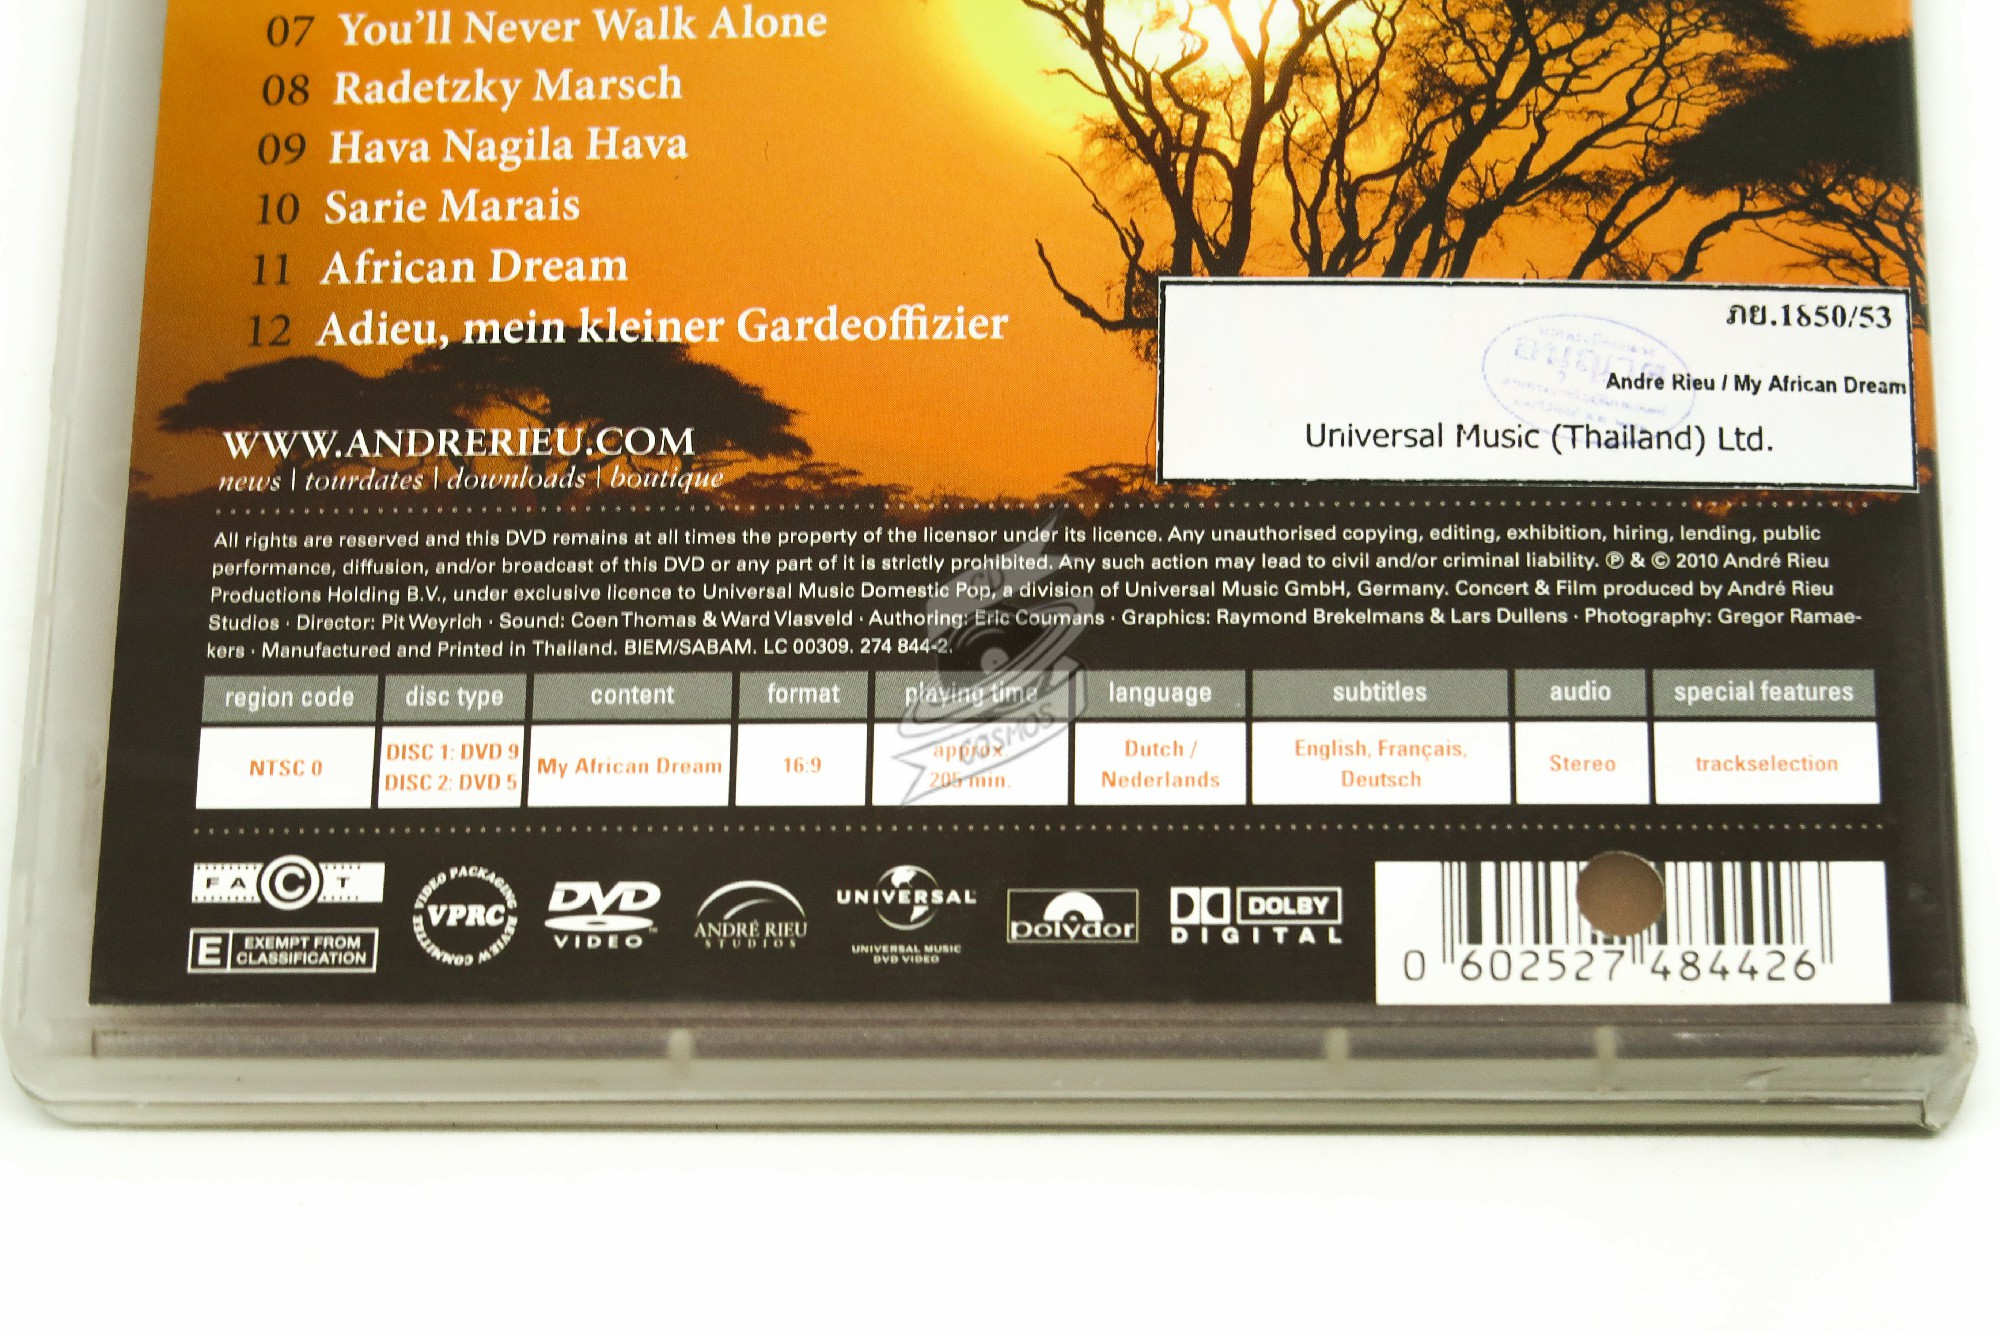 07 You'll Never Walk Alone
08 Radetzky Marsch
09 Hava Nagila Hava
10 Sarie Marais
11 African Dream
12 Adieu, mein kleiner Gardeoffizier
ภย.1850/53
Andre Rieu / My African Dream
Universal Music (Thailand) Ltd.
WWW.ANDRERIEU.COM
news | tourdates | downloads | boutique
All rights are reserved and this DVD remains at all times the property of the licensor under its licence. Any unauthorised copying, editing, exhibition, hiring, lending, public
performance, diffusion, and/or broadcast of this DVD or any part of it is strictly prohibited. Any such action may lead to civil and/or criminal liability. ℗ & © 2010 André Rieu
Productions Holding B.V., under exclusive licence to Universal Music Domestic Pop, a division of Universal Music GmbH, Germany. Concert & Film produced by André Rieu
Studios · Director: Pit Weyrich · Sound: Coen Thomas & Ward Vlasveld · Authoring: Eric Coumans · Graphics: Raymond Brekelmans & Lars Dullens · Photography: Gregor Ramae-
kers · Manufactured and Printed in Thailand. BIEM/SABAM. LC 00309. 274 844-2.
region code disc type content format playing time language subtitles audio special features
NTSC 0
DISC 1: DVD 9
DISC 2: DVD 5
My African Dream
16:9
approx
205 min.
Dutch /
Nederlands
English, Français,
Deutsch
Stereo
trackselection
CD
COSMOS
FACT
E EXEMPT FROM
CLASSIFICATION
VIDEO PACKAGING
VPRC
REVIEW COMMITTEE
DVD
VIDEO
ANDRÉ RIEU
STUDIOS
UNIVERSAL
UNIVERSAL MUSIC
DVD VIDEO
polydor
DOLBY
DIGITAL
0 602527 484426